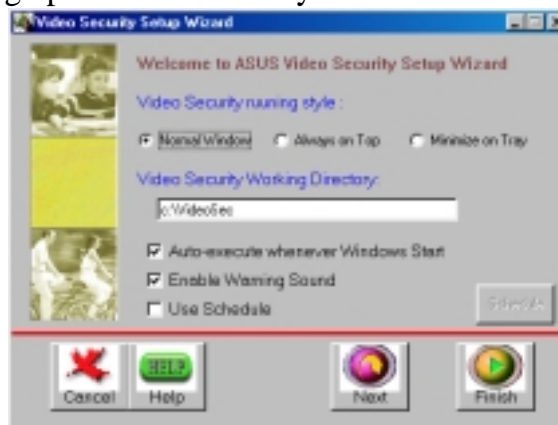 Video Security Setup Wizard
Welcome to ASUS Video Security Setup Wizard
Video Security ruuning style :
Normal Window Always on Top Minimize on Tray
Video Security Working Directory:
c:\VideoSec
Auto-execute whenever Windows Start
Enable Warning Sound
Use Schedule
Schedule
HELP
Cancel Help Next Finish